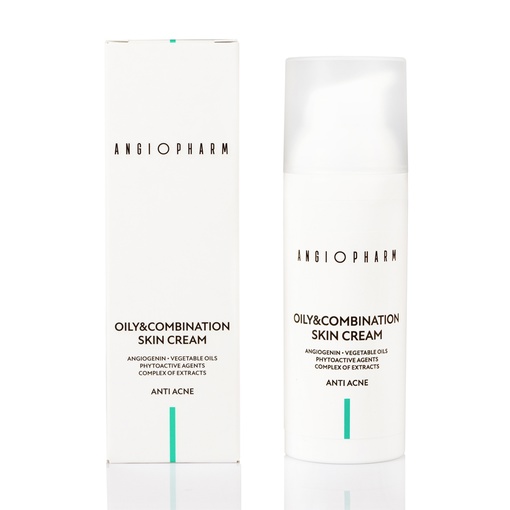 ANGIOPHARM
OILY&COMBINATION
SKIN CREAM
ANGIOGENIN • VEGETABLE OILS
PHYTOACTIVE AGENTS
COMPLEX OF EXTRACTS
ANTI ACNE
ANGIOPHARM
OILY&COMBINATION
SKIN CREAM
ANGIOGENIN • VEGETABLE OILS
PHYTOACTIVE AGENTS
COMPLEX OF EXTRACTS
ANTI ACNE